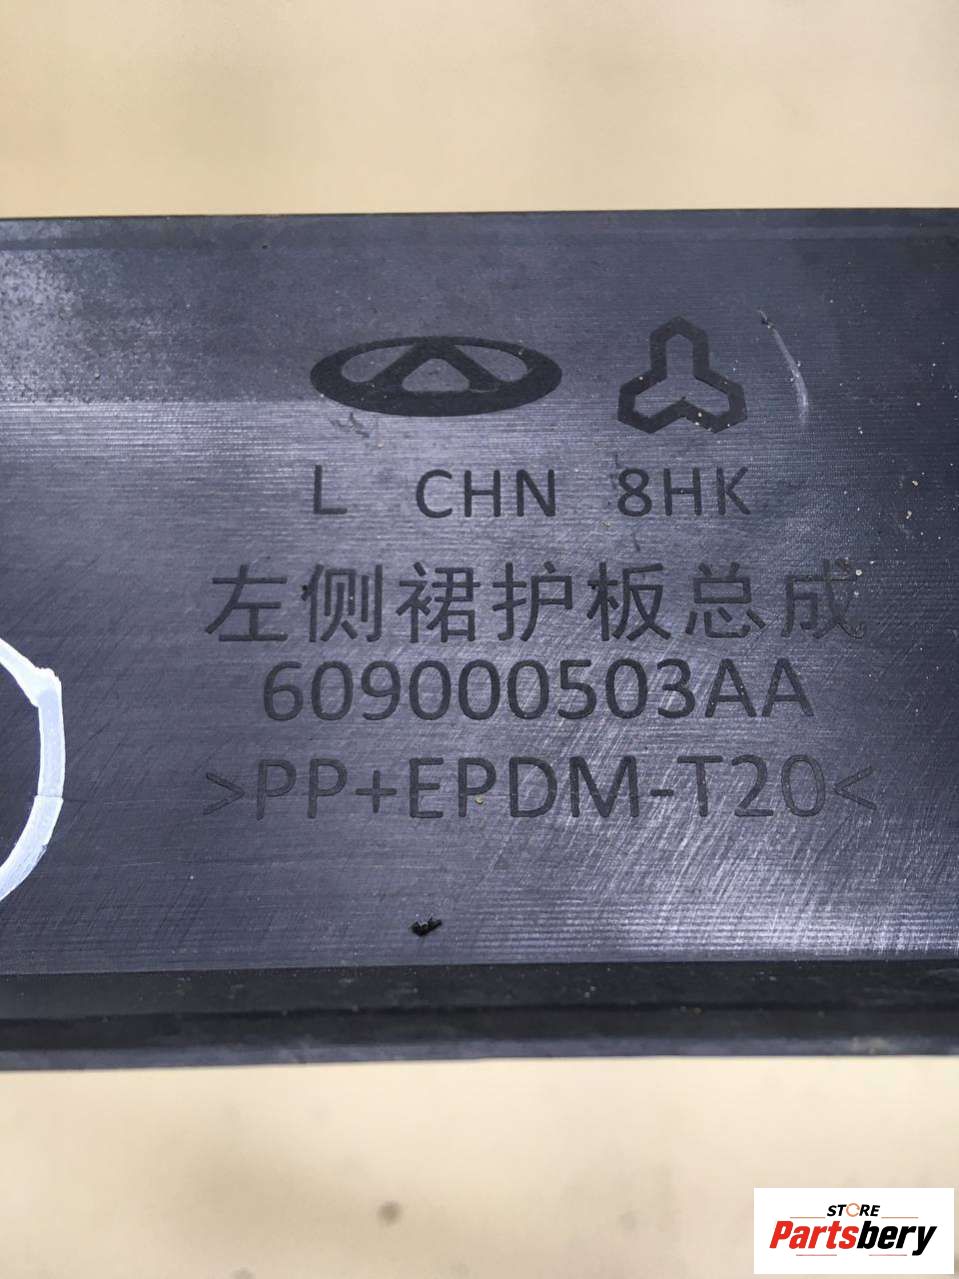 L CHN 8HK
左侧裙护板总成
609000503AA
>PP+EPDM-T20<
STORE
Partsbery